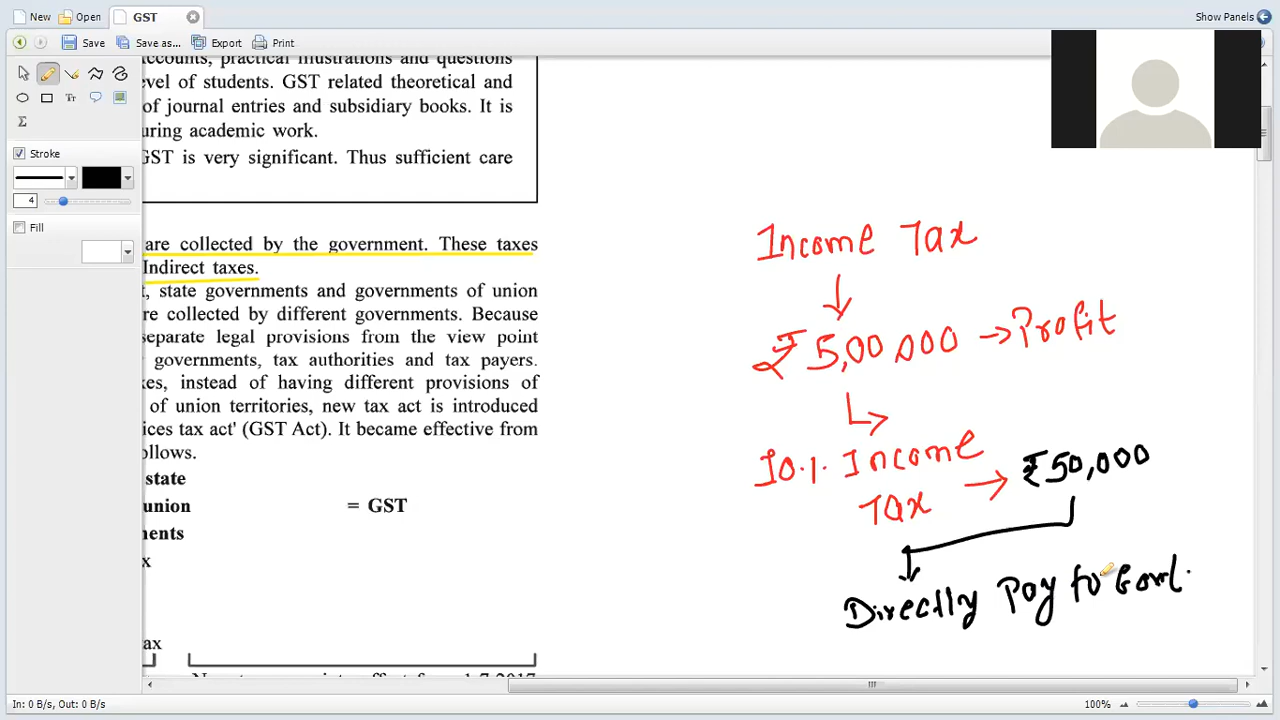 New Open GST Show Panels
Save Save as... Export Print
Accounts, practical illustrations and questions
evel of students. GST related theoretical and
of journal entries and subsidiary books. It is
uring academic work.
GST is very significant. Thus sufficient care
Stroke
4
Fill
are collected by the government. These taxes
Indirect taxes.
t, state governments and governments of union
re collected by different governments. Because
separate legal provisions from the view point
governments, tax authorities and tax payers.
xes, instead of having different provisions of
of union territories, new tax act is introduced
ices tax act' (GST Act). It became effective from
ollows.
state
union = GST
nents
x
ax
Income Tax
₹ 5,00,000 → Profit
10% Income
Tax → ₹50,000
Directly Pay to Govt.
In: 0 B/s, Out: 0 B/s 100%